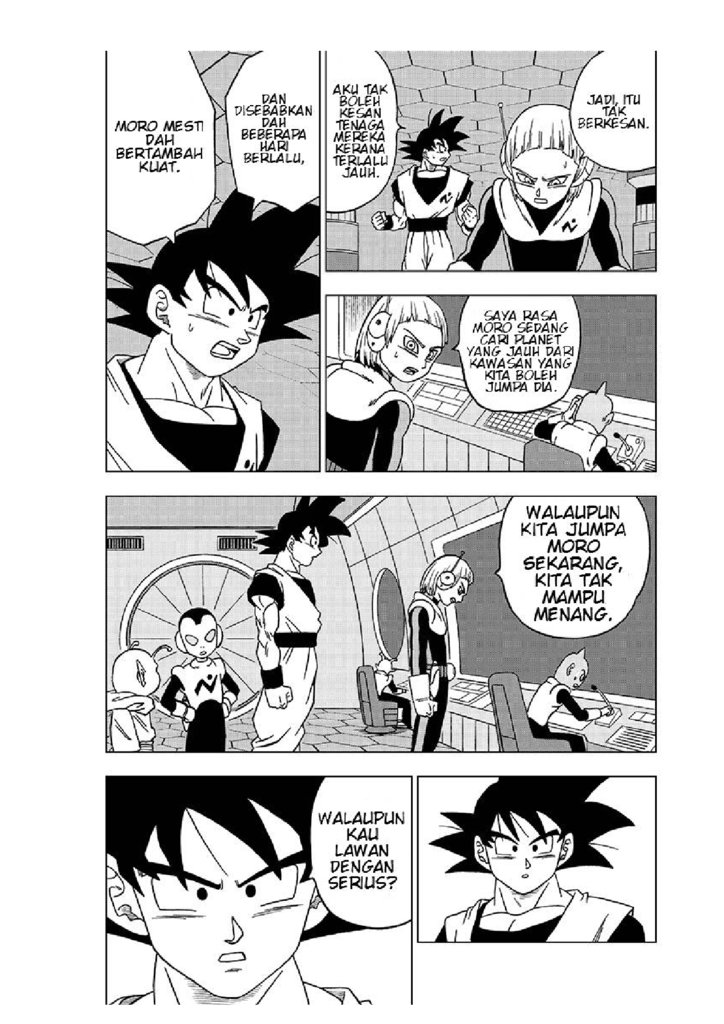 JADI, ITU
TAK
BERKESAN.
AKU TAK
BOLEH
KESAN
TENAGA
MEREKA
KERANA
TERLALU
JAUH.
DAN
DISEBABKAN
DAH
BEBERAPA
HARI
BERLALU,
MORO MESTI
DAH
BERTAMBAH
KUAT.
SAYA RASA
MORO SEDANG
CARI PLANET
YANG JAUH DARI
KAWASAN YANG
KITA BOLEH
JUMPA DIA.
WALAUPUN
KITA JUMPA
MORO
SEKARANG,
KITA TAK
MAMPU
MENANG.
WALAUPUN
KAU
LAWAN
DENGAN
SERIUS?